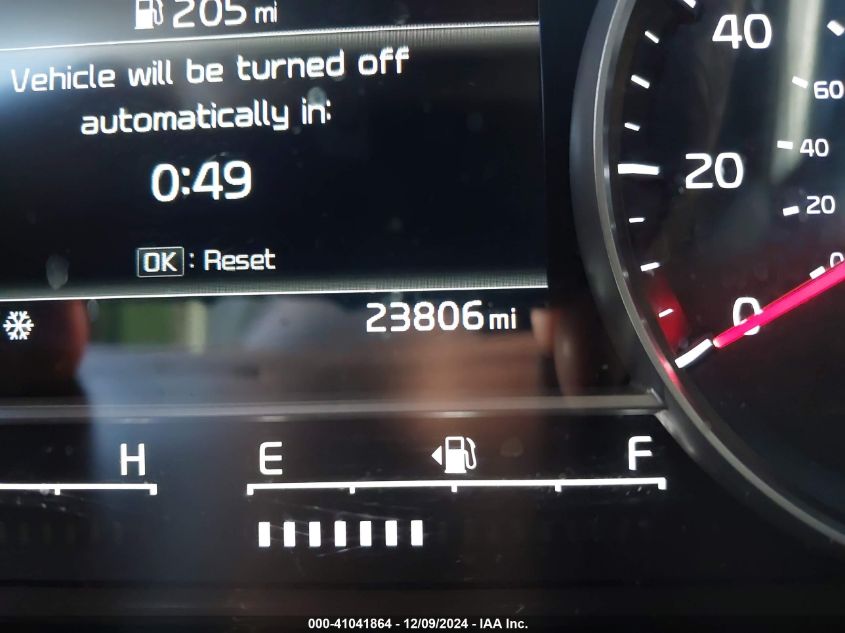 205 mi
Vehicle will be turned off
automatically in:
0:49
OK : Reset
23806 mi
H
E
F
40
20
0
60
40
20
0
000-41041864 - 12/09/2024 - IAA Inc.